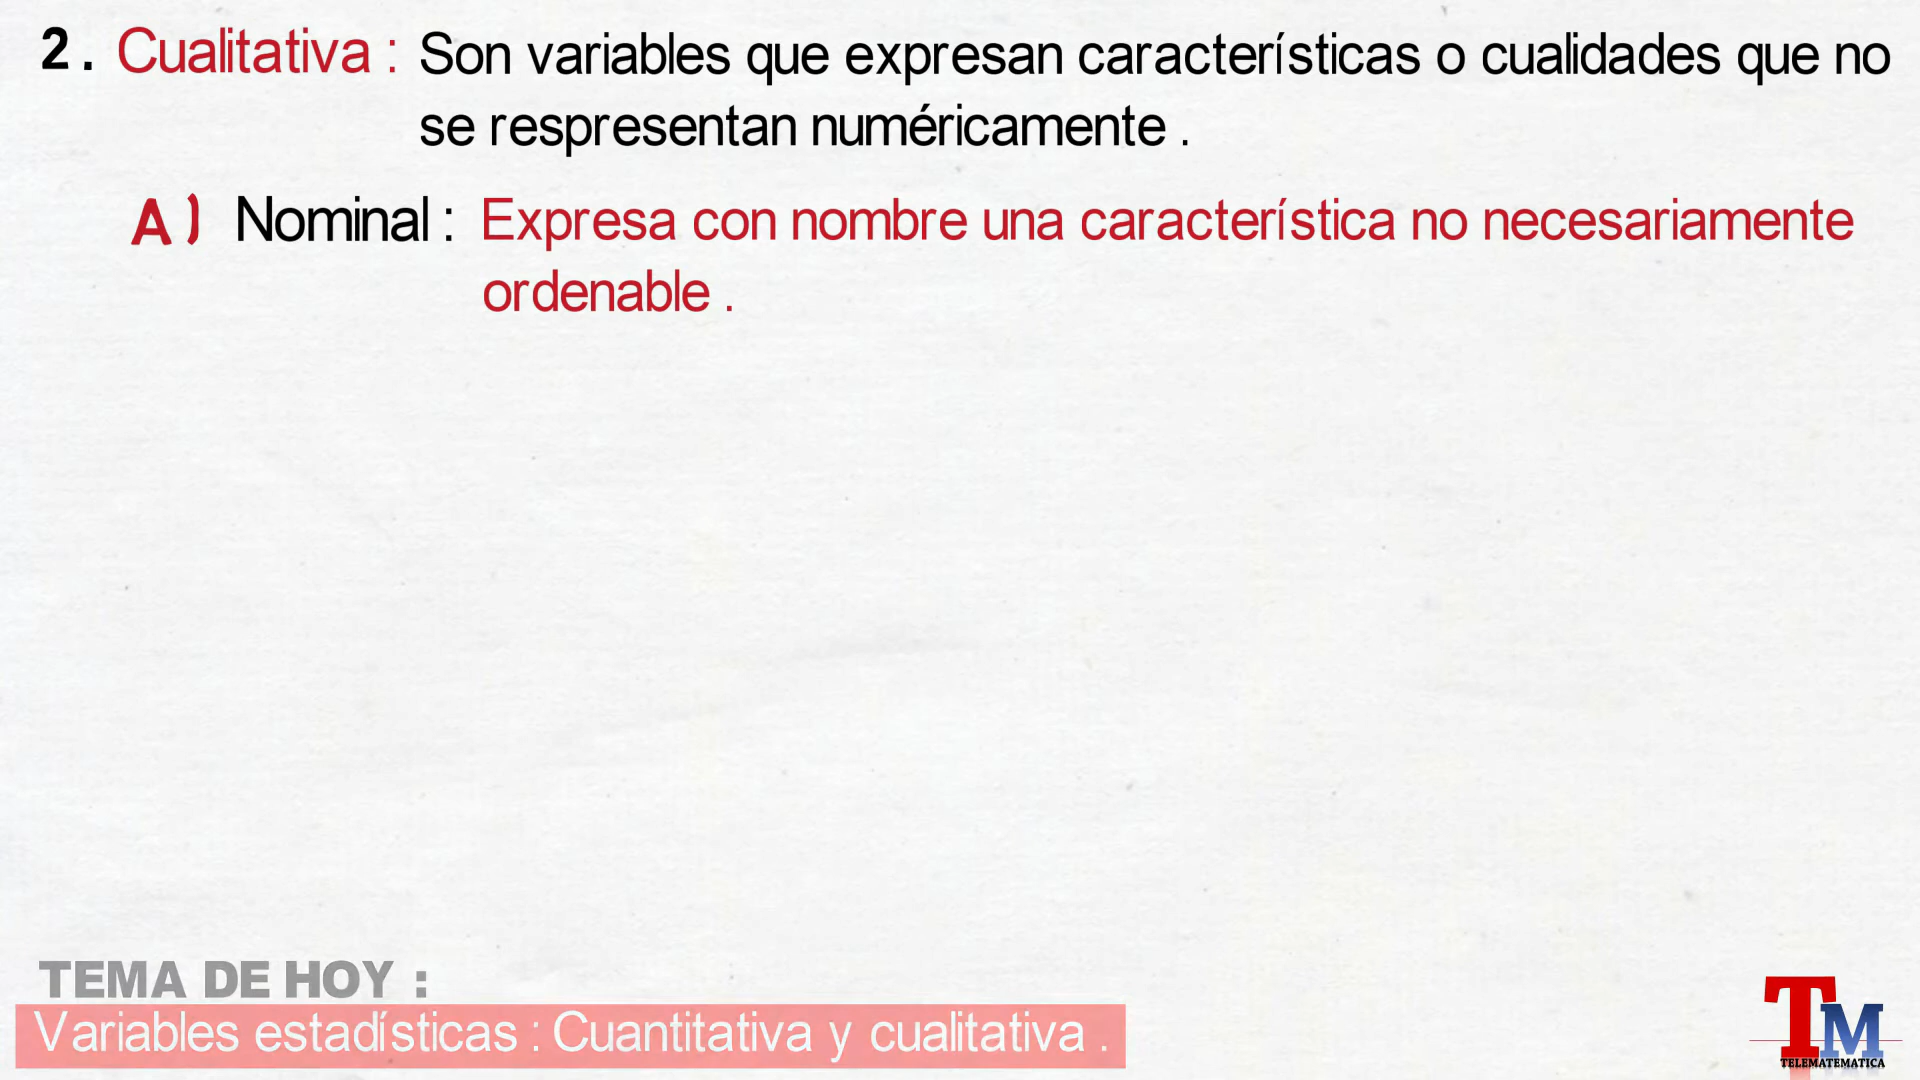 2. Cualitativa : Son variables que expresan características o cualidades que no
se respresentan numéricamente .
A) Nominal : Expresa con nombre una característica no necesariamente
ordenable .
TEMA DE HOY :
Variables estadísticas : Cuantitativa y cualitativa .
TM
TELEMATEMATICA